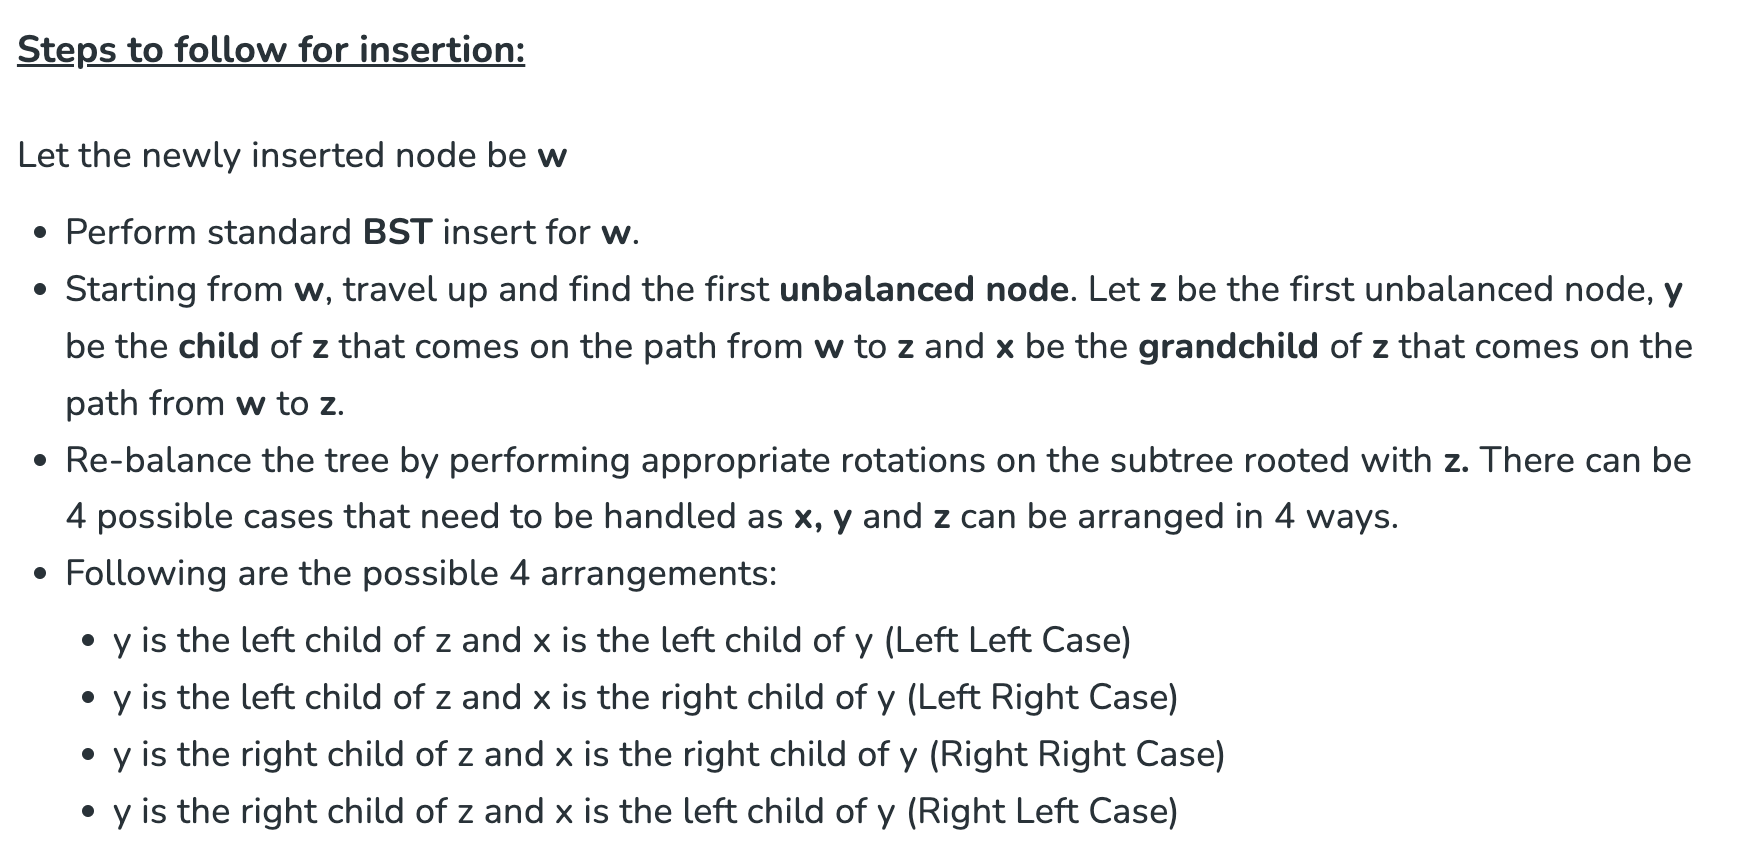 Steps to follow for insertion:
Let the newly inserted node be w
• Perform standard BST insert for w.
• Starting from w, travel up and find the first unbalanced node. Let z be the first unbalanced node, y
be the child of z that comes on the path from w to z and x be the grandchild of z that comes on the
path from w to z.
• Re-balance the tree by performing appropriate rotations on the subtree rooted with z. There can be
4 possible cases that need to be handled as x, y and z can be arranged in 4 ways.
• Following are the possible 4 arrangements:
• y is the left child of z and x is the left child of y (Left Left Case)
• y is the left child of z and x is the right child of y (Left Right Case)
• y is the right child of z and x is the right child of y (Right Right Case)
• y is the right child of z and x is the left child of y (Right Left Case)